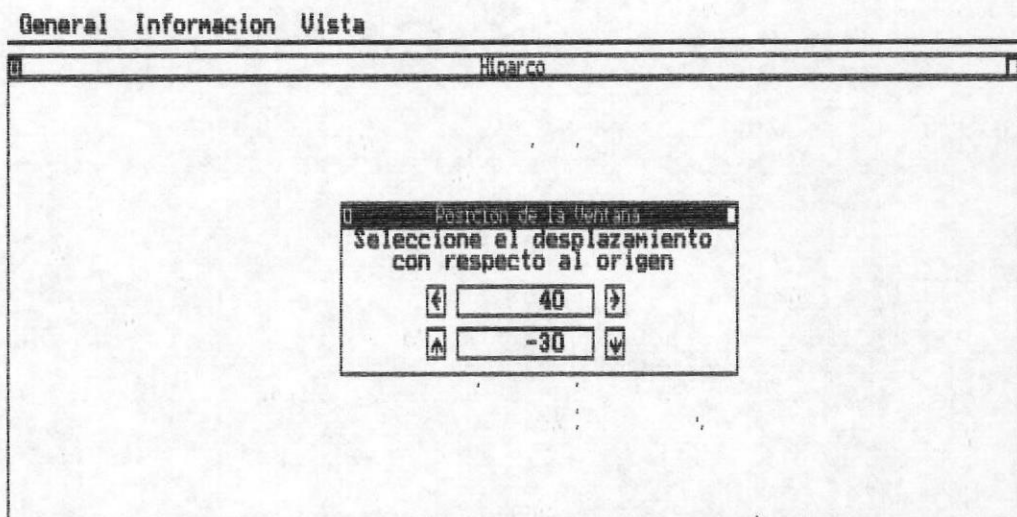 General Informacion Vista
Hiparco
Posicion de la Ventana
Seleccione el desplazamiento
con respecto al origen
40
-30